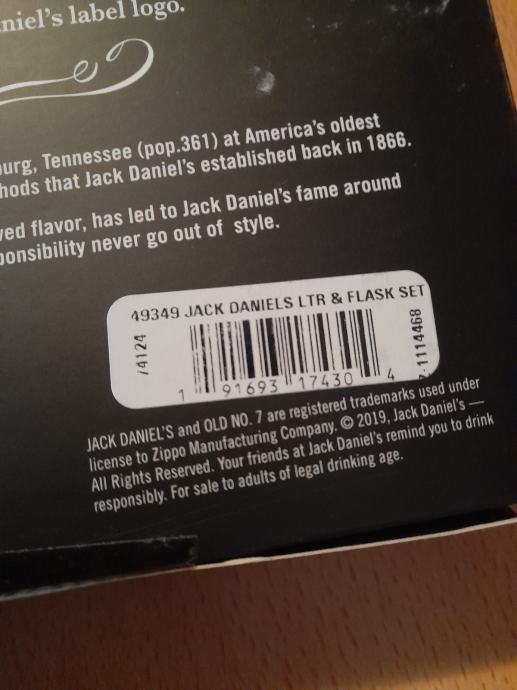 niel's label logo.
urg, Tennessee (pop.361) at America's oldest
hods that Jack Daniel's established back in 1866.
ved flavor, has led to Jack Daniel's fame around
ponsibility never go out of style.
49349 JACK DANIELS LTR & FLASK SET
74124
1 91693 17430 4
1114468
JACK DANIEL'S and OLD NO. 7 are registered trademarks used under
license to Zippo Manufacturing Company. © 2019, Jack Daniel's —
All Rights Reserved. Your friends at Jack Daniel's remind you to drink
responsibly. For sale to adults of legal drinking age.